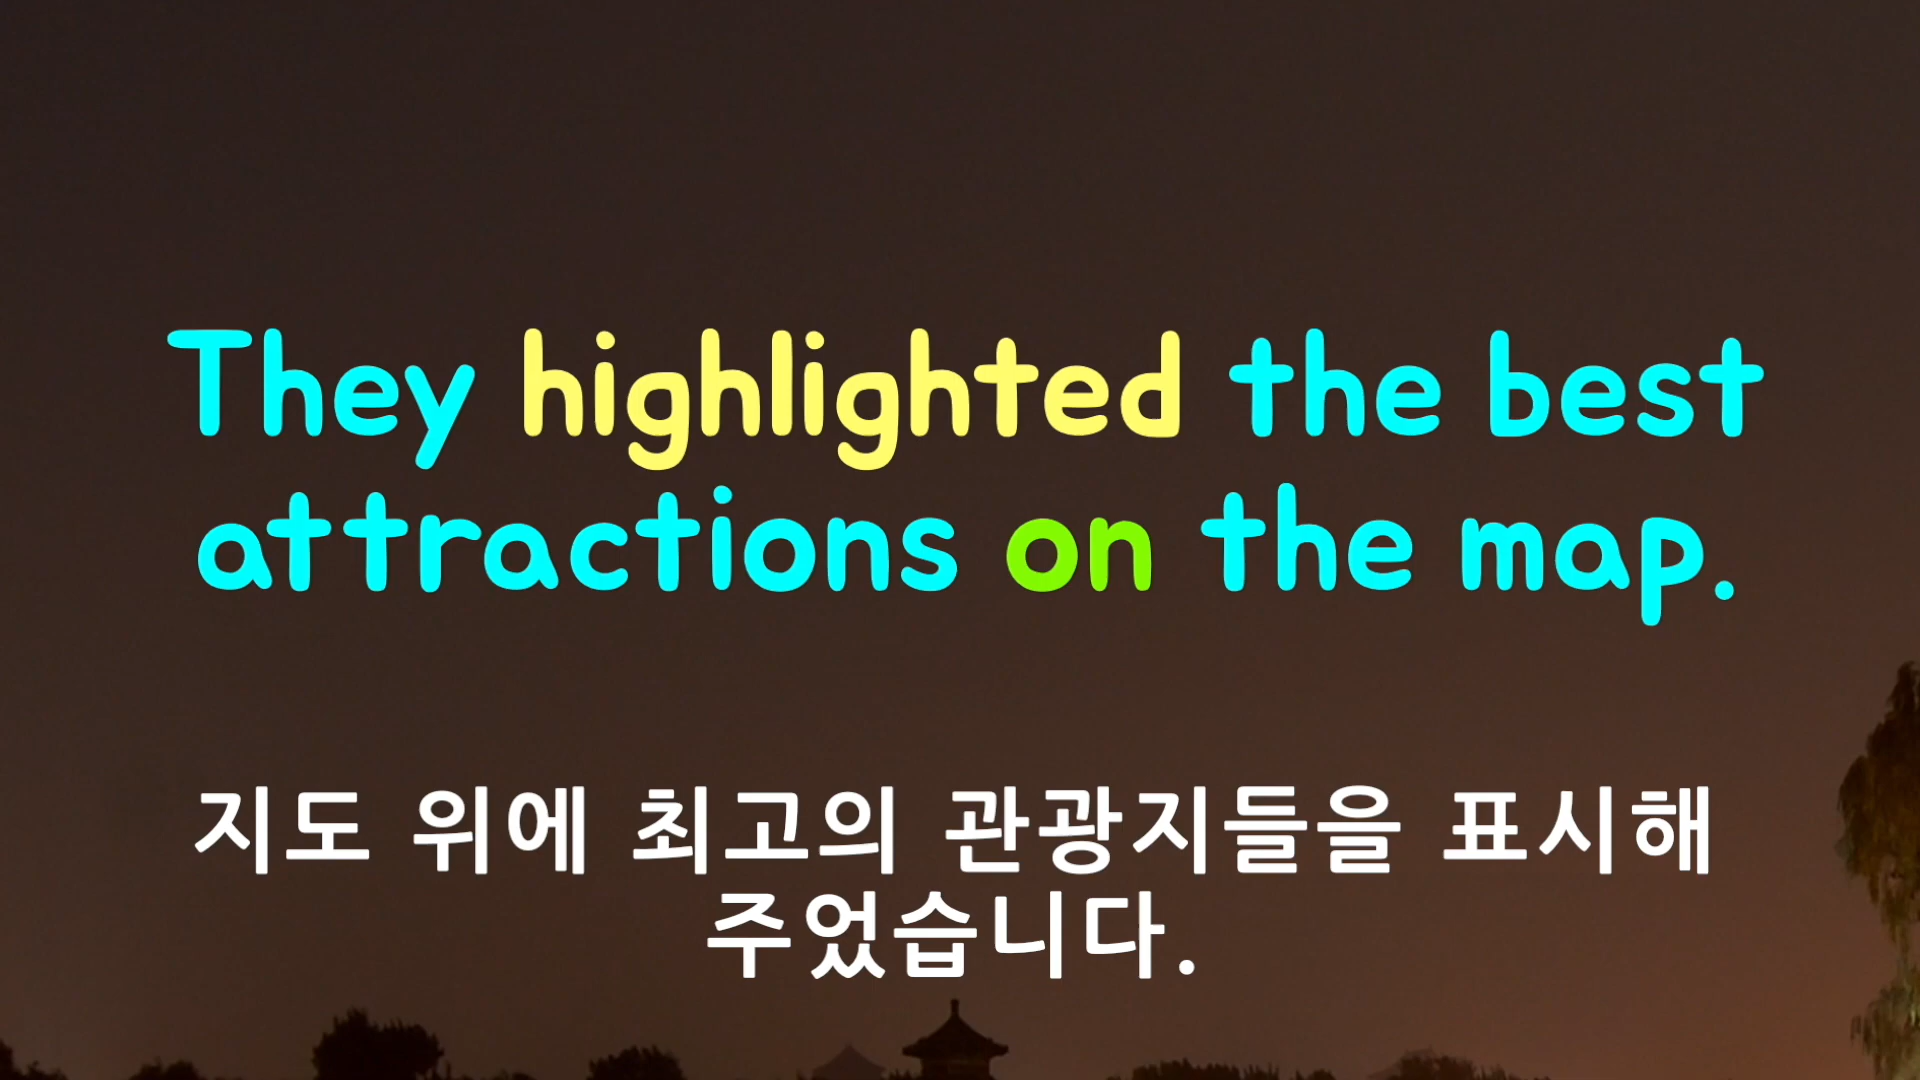 They highlighted the best
attractions on the map.
지도 위에 최고의 관광지들을 표시해
주었습니다.